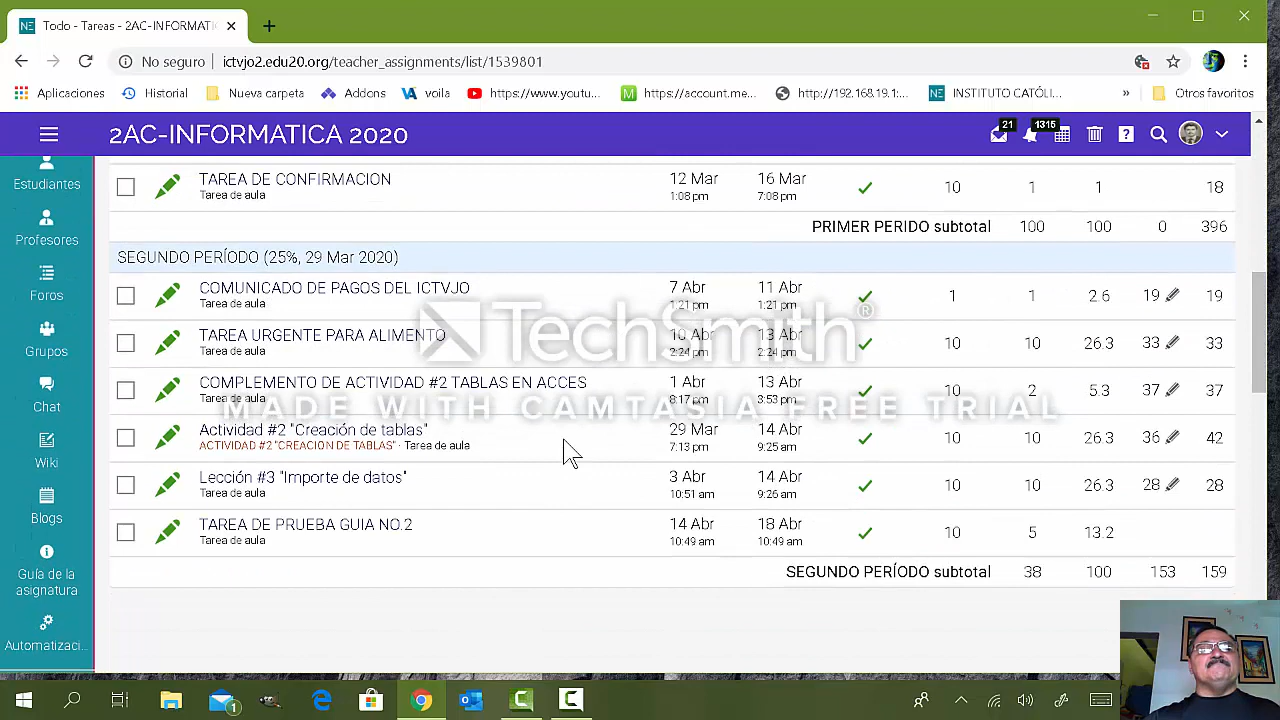 Todo - Tareas - 2AC-INFORMATI
No seguro | ictvjo2.edu20.org/teacher_assignments/list/1535801
Aplicaciones Historial Nueva carpeta Addons voila https://www.youtu... https://accoun.me... http://192.168.19.1:... INSTITUTO CATÓLI... » Otros favoritos
2AC-INFORMATICA 2020 21 1315
Estudiantes
Profesores
Foros
Grupos
Chat
Wiki
Blogs
Guía de la
asignatura
Automatizaci...
TAREA DE CONFIRMACION 12 Mar 16 Mar 10 1 1 18
Tarea de aula 1:08 pm 7:08 pm
PRIMER PERIDO subtotal 100 100 0 396
SEGUNDO PERÍODO (25%, 29 Mar 2020)
COMUNICADO DE PAGOS DEL ICTVJO 7 Abr 11 Abr 1 1 2.6 19 19
Tarea de aula 1:21 pm 1:21 pm
TAREA URGENTE PARA ALIMENTO 10 Abr 13 Abr 10 10 26.3 33 33
Tarea de aula 2:24 pm 2:24 pm
COMPLEMENTO DE ACTIVIDAD #2 TABLAS EN ACCES 1 Abr 13 Abr 10 2 5.3 37 37
Tarea de aula 8:17 pm 3:53 pm
Actividad #2 "Creación de tablas" 29 Mar 14 Abr 10 10 26.3 36 42
ACTIVIDAD #2 "CREACION DE TABLAS" · Tarea de aula 7:13 pm 9:25 am
Lección #3 "Importe de datos" 3 Abr 14 Abr 10 10 26.3 28 28
Tarea de aula 10:51 am 9:26 am
TAREA DE PRUEBA GUIA NO.2 14 Abr 18 Abr 10 5 13.2
Tarea de aula 10:49 am 10:49 am
SEGUNDO PERÍODO subtotal 38 100 153 159
TechSmith®
MADE WITH CAMTASIA FREE TRIAL